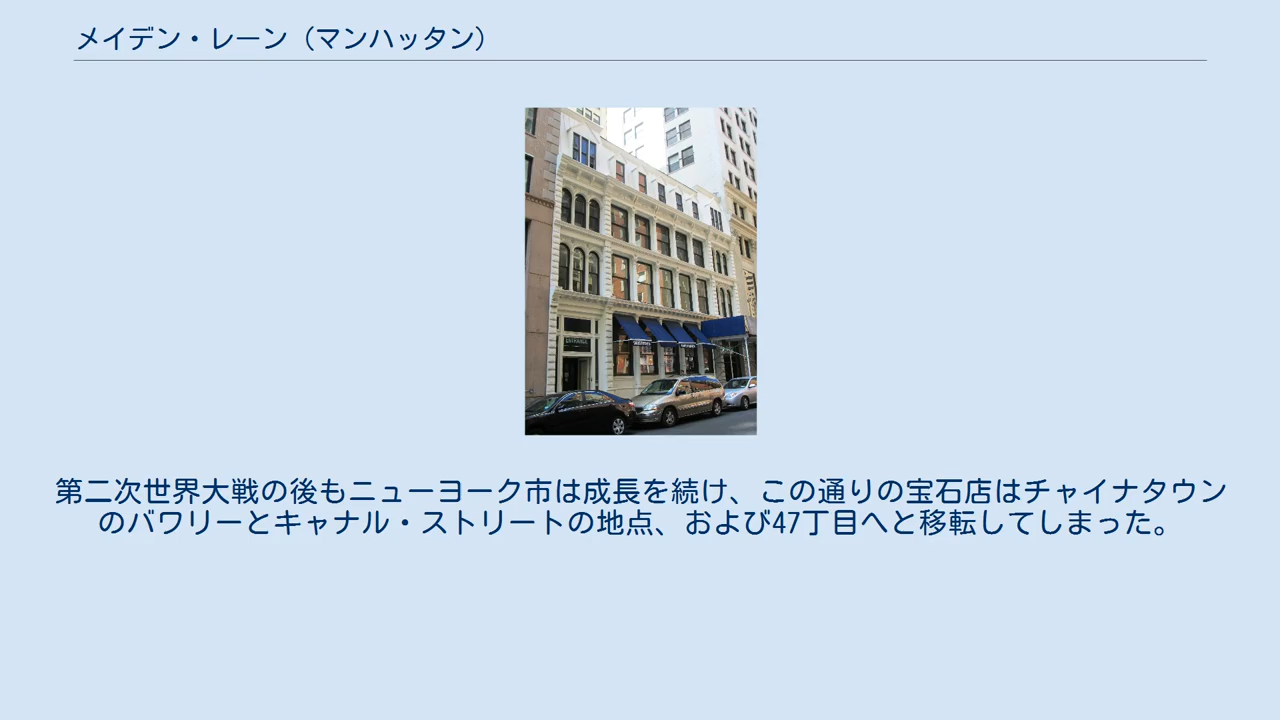 メイデン・レーン（マンハッタン）
ENTRANCE
第二次世界大戦の後もニューヨーク市は成長を続け、この通りの宝石店はチャイナタウン
のバワリーとキャナル・ストリートの地点、および47丁目へと移転してしまった。